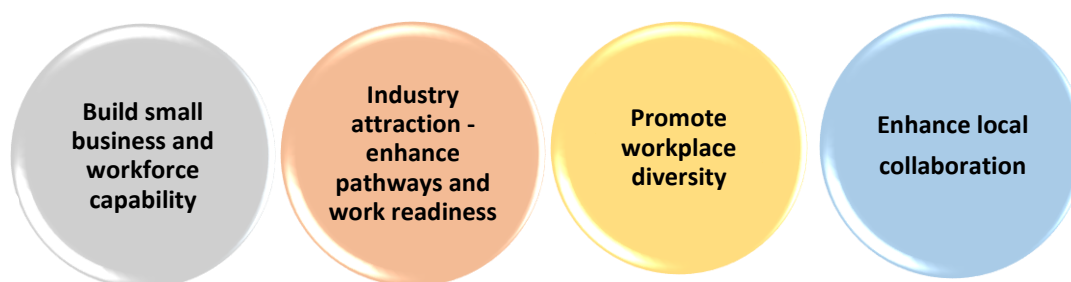 Build small
business and
workforce
capability
Industry
attraction -
enhance
pathways and
work readiness
Promote
workplace
diversity
Enhance local
collaboration